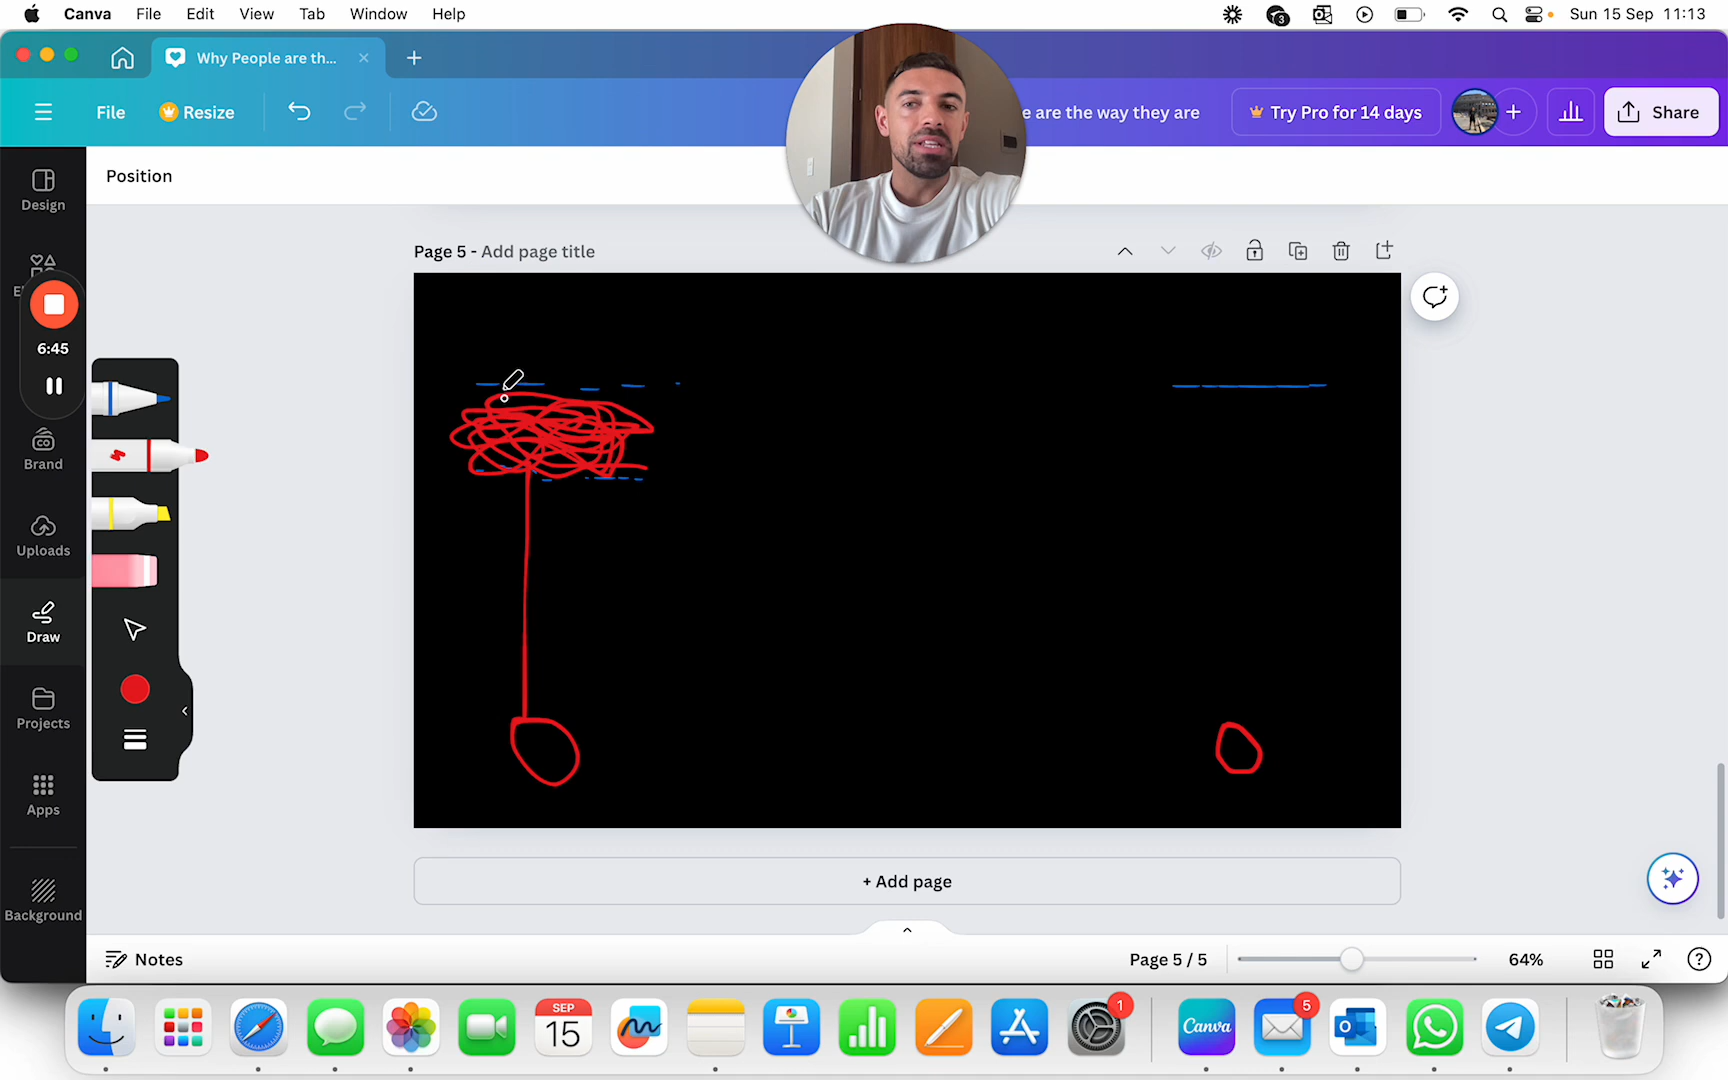 Canva File Edit View Tab Window Help
3
Sun 15 Sep 11:13
Why People are th...
File Resize
e are the way they are
Try Pro for 14 days
Share
Position
Design
Page 5 - Add page title
6:45
Brand
Uploads
Draw
Projects
Apps
Background
+ Add page
Notes
Page 5 / 5
64%
SEP
15
1
Canva
5